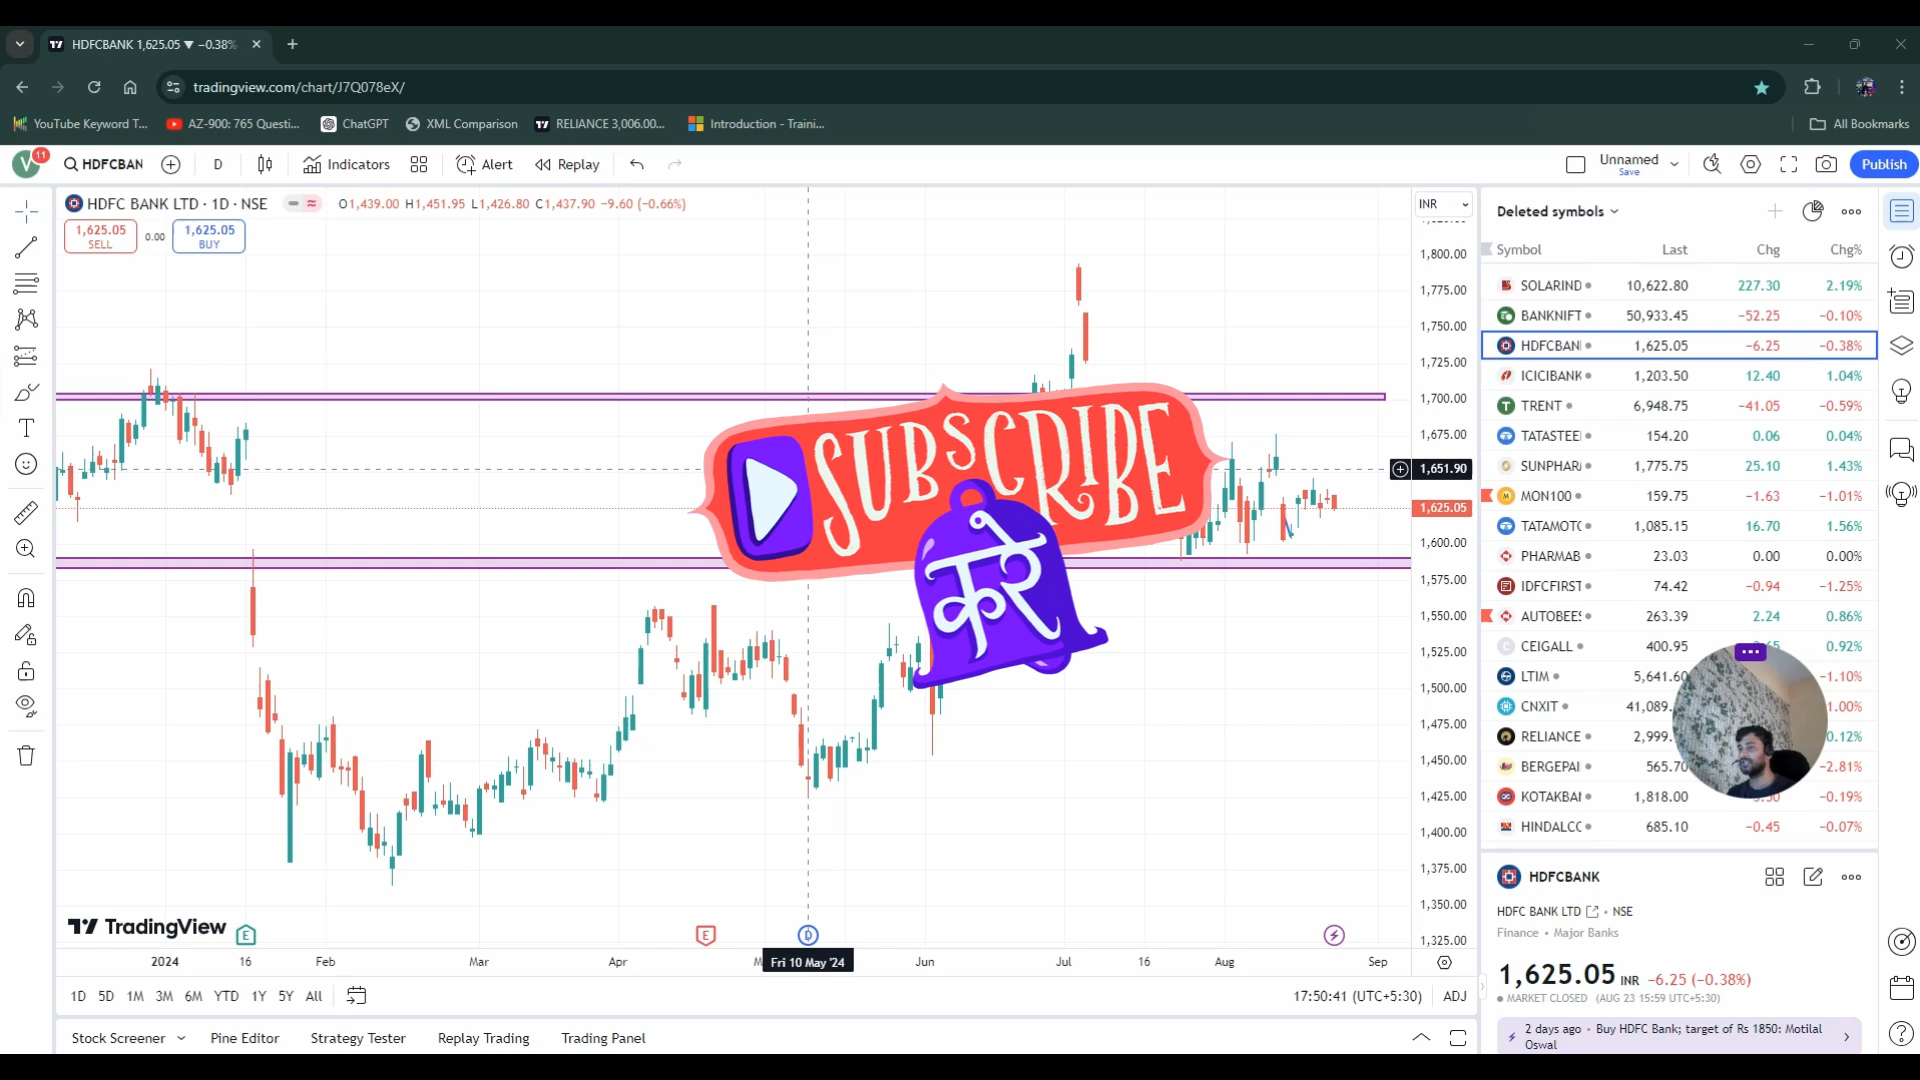 HDFCBANK 1,625.05 ▼ −0.38%
tradingview.com/chart/J7Q078eX/
YouTube Keyword T... AZ-900: 765 Questi... ChatGPT XML Comparison RELIANCE 3,006.00... Introduction - Traini... All Bookmarks
V 11 HDFCBAN D Indicators Alert Replay Unnamed Save Publish
HDFC BANK LTD · 1D · NSE O1,439.00 H1,451.95 L1,426.80 C1,437.90 −9.60 (−0.66%) INR
1,625.05 SELL 0.00 1,625.05 BUY
1,800.00
1,775.00
1,750.00
1,725.00
1,700.00
1,675.00
1,651.90
1,625.05
1,600.00
1,575.00
1,550.00
1,525.00
1,500.00
1,475.00
1,450.00
1,425.00
1,400.00
1,375.00
1,350.00
1,325.00
SUBSCRIBE
करे
TradingView
E E D
2024 16 Feb Mar Apr Fri 10 May '24 Jun Jul 16 Aug Sep
1D 5D 1M 3M 6M YTD 1Y 5Y All 17:50:41 (UTC+5:30) ADJ
Stock Screener Pine Editor Strategy Tester Replay Trading Trading Panel
Deleted symbols
Symbol Last Chg Chg%
SOLARIND 10,622.80 227.30 2.19%
BANKNIFT 50,933.45 −52.25 −0.10%
HDFCBAN 1,625.05 −6.25 −0.38%
ICICIBANK 1,203.50 12.40 1.04%
TRENT 6,948.75 −41.05 −0.59%
TATASTEE 154.20 0.06 0.04%
SUNPHAR 1,775.75 25.10 1.43%
MON100 159.75 −1.63 −1.01%
TATAMOTO 1,085.15 16.70 1.56%
PHARMAB 23.03 0.00 0.00%
IDFCFIRST 74.42 −0.94 −1.25%
AUTOBEES 263.39 2.24 0.86%
CEIGALL 400.95 0.92%
LTIM 5,641.60 −1.10%
CNXIT 41,089. 1.00%
RELIANCE 2,999. 0.12%
BERGEPAI 565.70 −2.81%
KOTAKBAI 1,818.00 −0.19%
HINDALCO 685.10 −0.45 −0.07%
HDFCBANK
HDFC BANK LTD • NSE
Finance • Major Banks
1,625.05 INR −6.25 (−0.38%)
MARKET CLOSED (AUG 23 15:59 UTC+5:30)
2 days ago • Buy HDFC Bank; target of Rs 1850: Motilal
Oswal